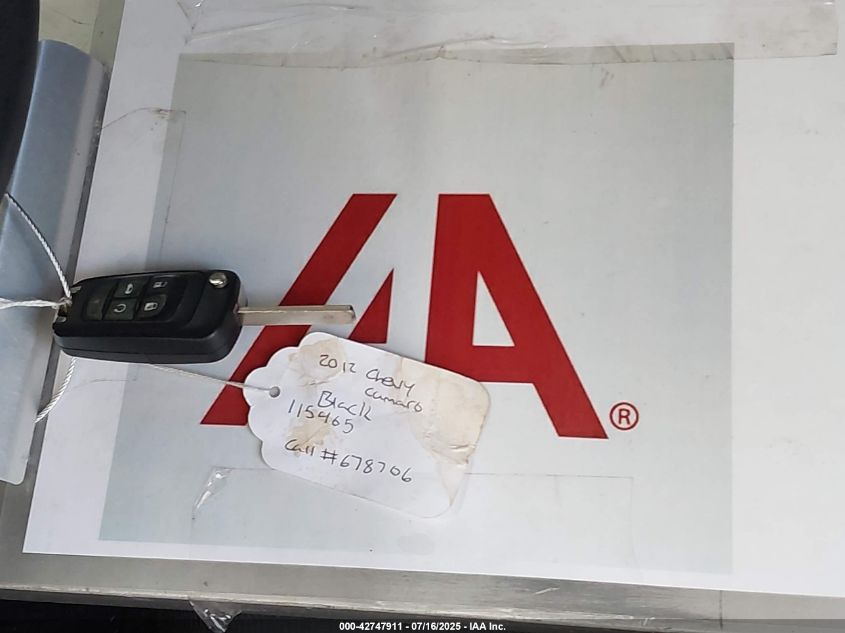 IAA®
2012 Chevy
Camaro
Black
115465
Call #678706
000-42747911 - 07/16/2025 - IAA Inc.